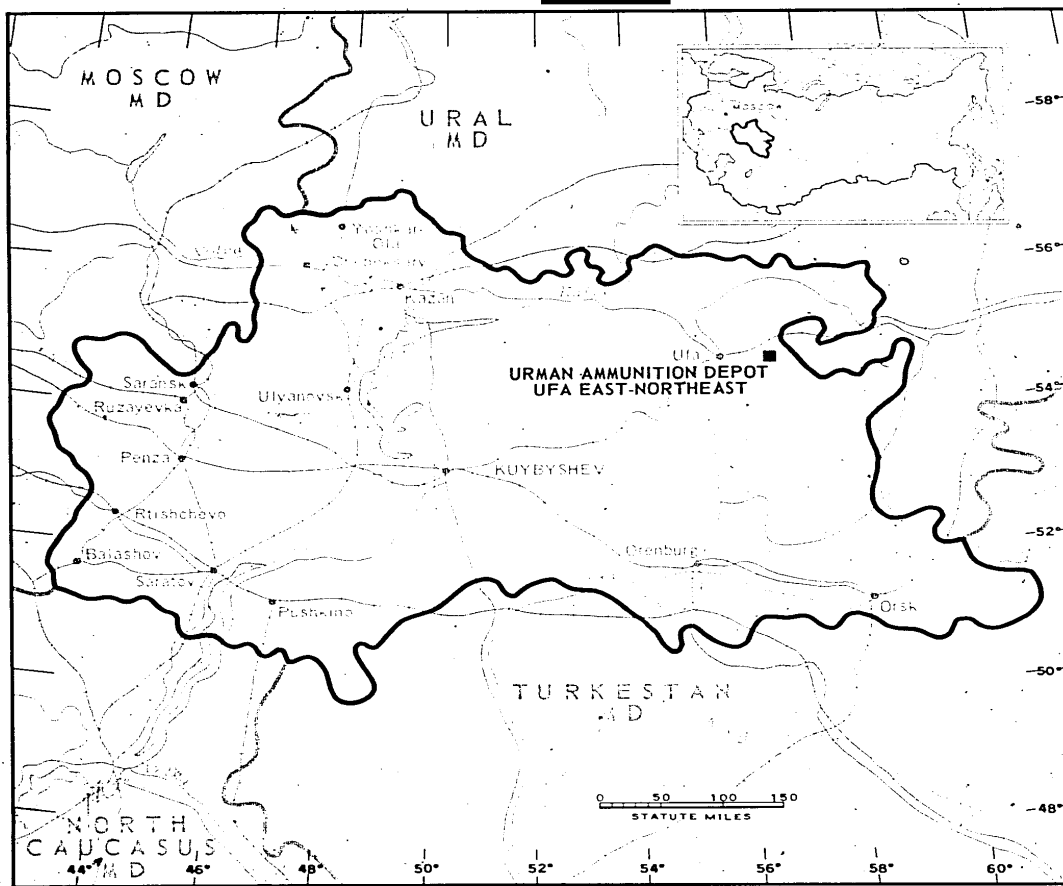 MOSCOW
MD
URAL
MD
Moscow
58°
56°
54°
52°
50°
48°
Kazan
Ufa
URMAN AMMUNITION DEPOT
UFA EAST-NORTHEAST
Saransk
Ruzayevka
Ulyanovsk
Penza
KUYBYSHEV
Rtishchevo
Balashov
Saratov
Pushkino
Orenburg
Orsk
TURKESTAN
MD
0 50 100 150
STATUTE MILES
NORTH
CAUCASUS
MD
44° 46° 48° 50° 52° 54° 56° 58° 60°